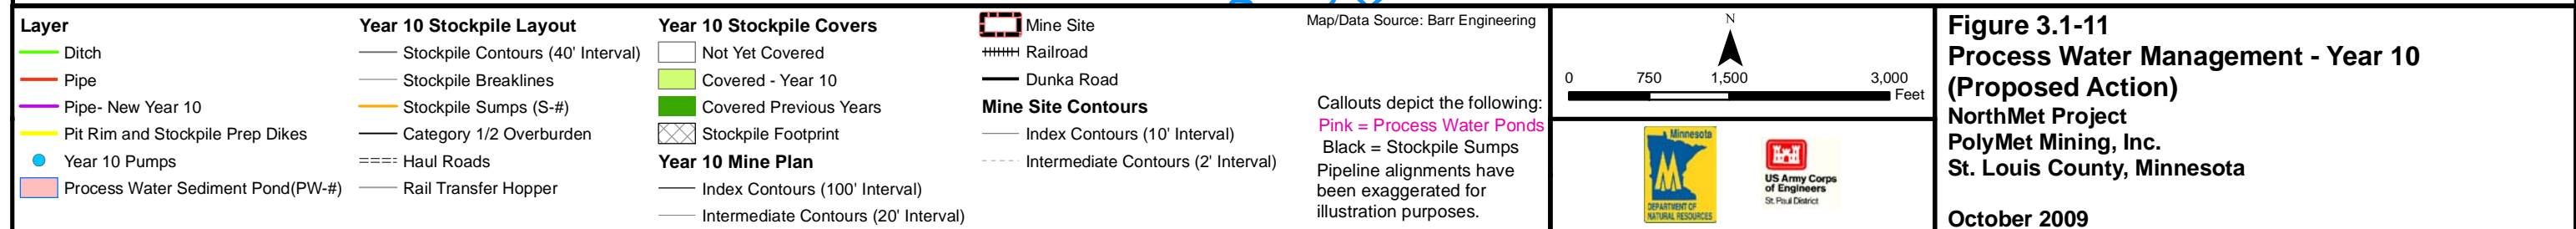 Layer
Ditch
Pipe
Pipe- New Year 10
Pit Rim and Stockpile Prep Dikes
Year 10 Pumps
Process Water Sediment Pond(PW-#)
Year 10 Stockpile Layout
Stockpile Contours (40' Interval)
Stockpile Breaklines
Stockpile Sumps (S-#)
Category 1/2 Overburden
Haul Roads
Rail Transfer Hopper
Year 10 Stockpile Covers
Not Yet Covered
Covered - Year 10
Covered Previous Years
Stockpile Footprint
Year 10 Mine Plan
Index Contours (100' Interval)
Intermediate Contours (20' Interval)
Mine Site
Railroad
Dunka Road
Mine Site Contours
Index Contours (10' Interval)
Intermediate Contours (2' Interval)
Map/Data Source: Barr Engineering
Callouts depict the following:
Pink = Process Water Ponds
Black = Stockpile Sumps
Pipeline alignments have
been exaggerated for
illustration purposes.
N
0 750 1,500 3,000
Feet
Minnesota
DEPARTMENT OF
NATURAL RESOURCES
US Army Corps
of Engineers
St. Paul District
Figure 3.1-11
Process Water Management - Year 10
(Proposed Action)
NorthMet Project
PolyMet Mining, Inc.
St. Louis County, Minnesota
October 2009